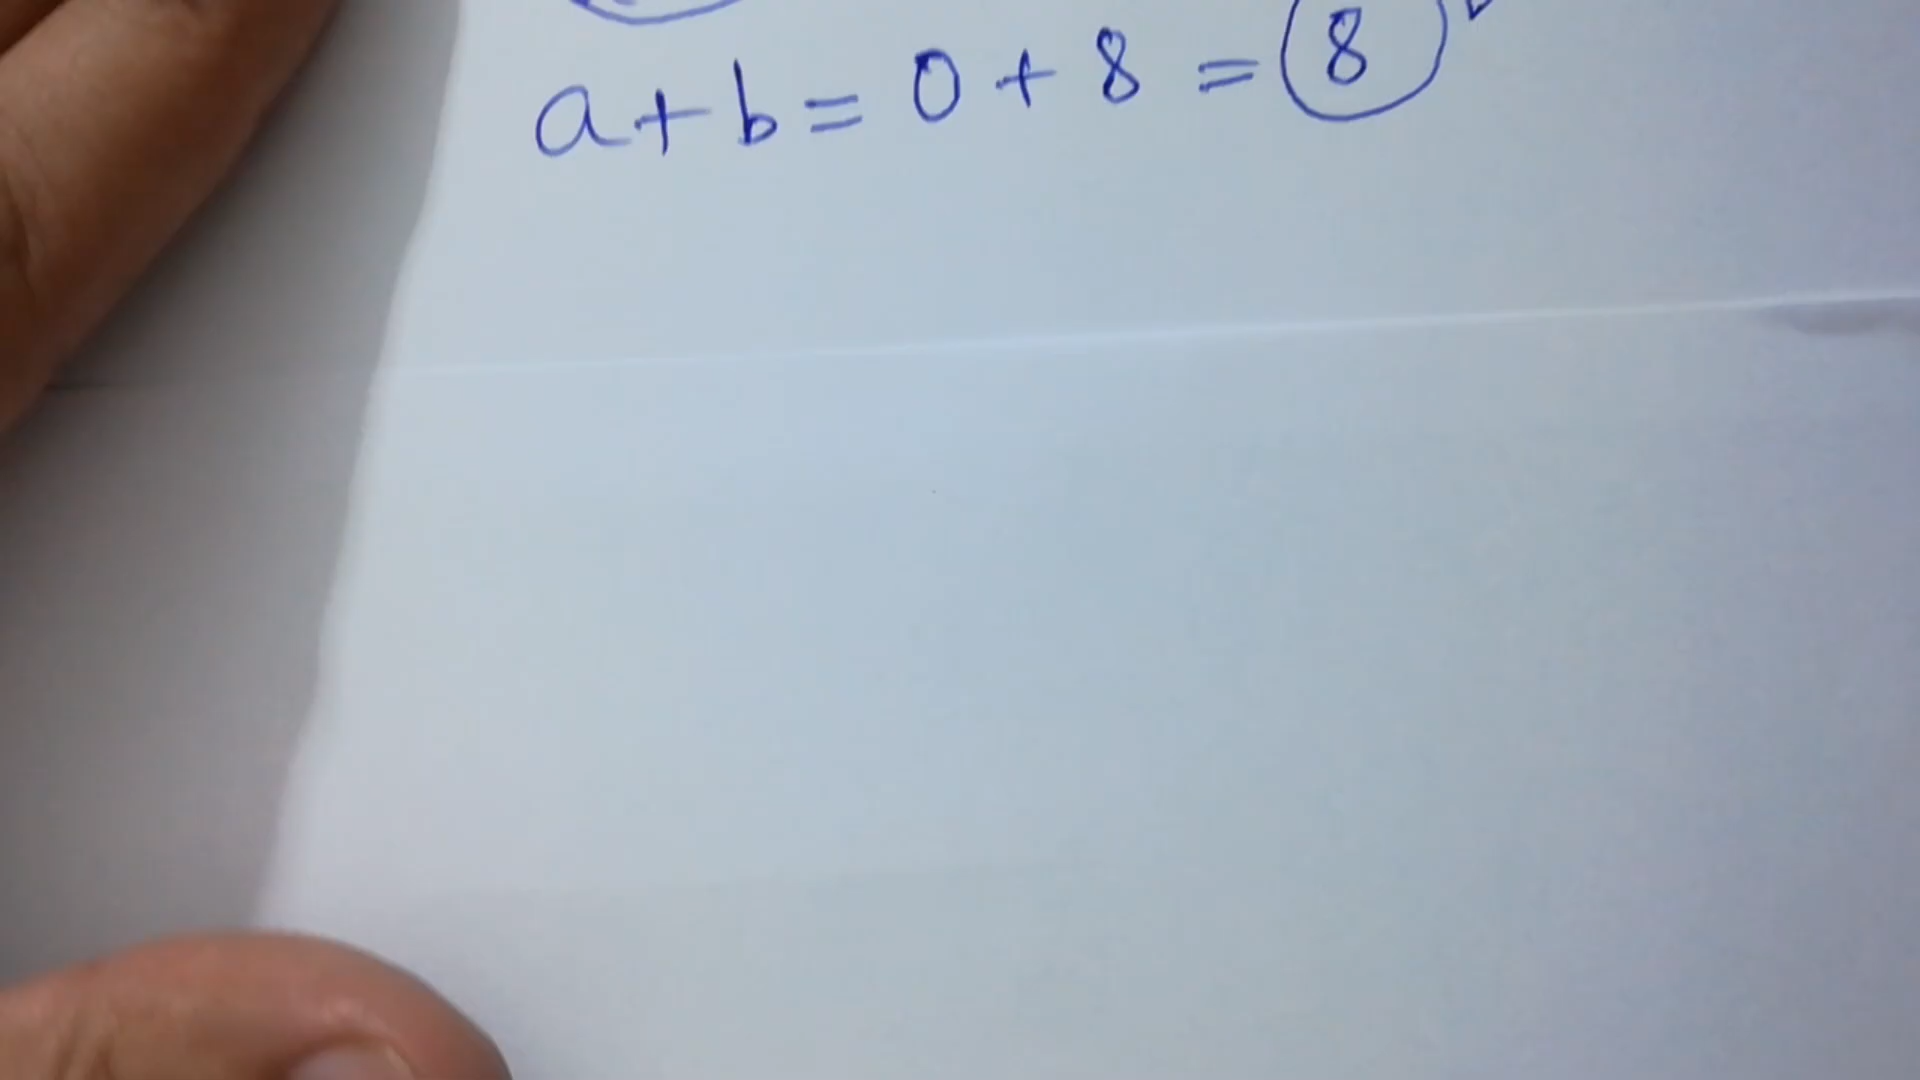 a + b = 0 + 8 = 8